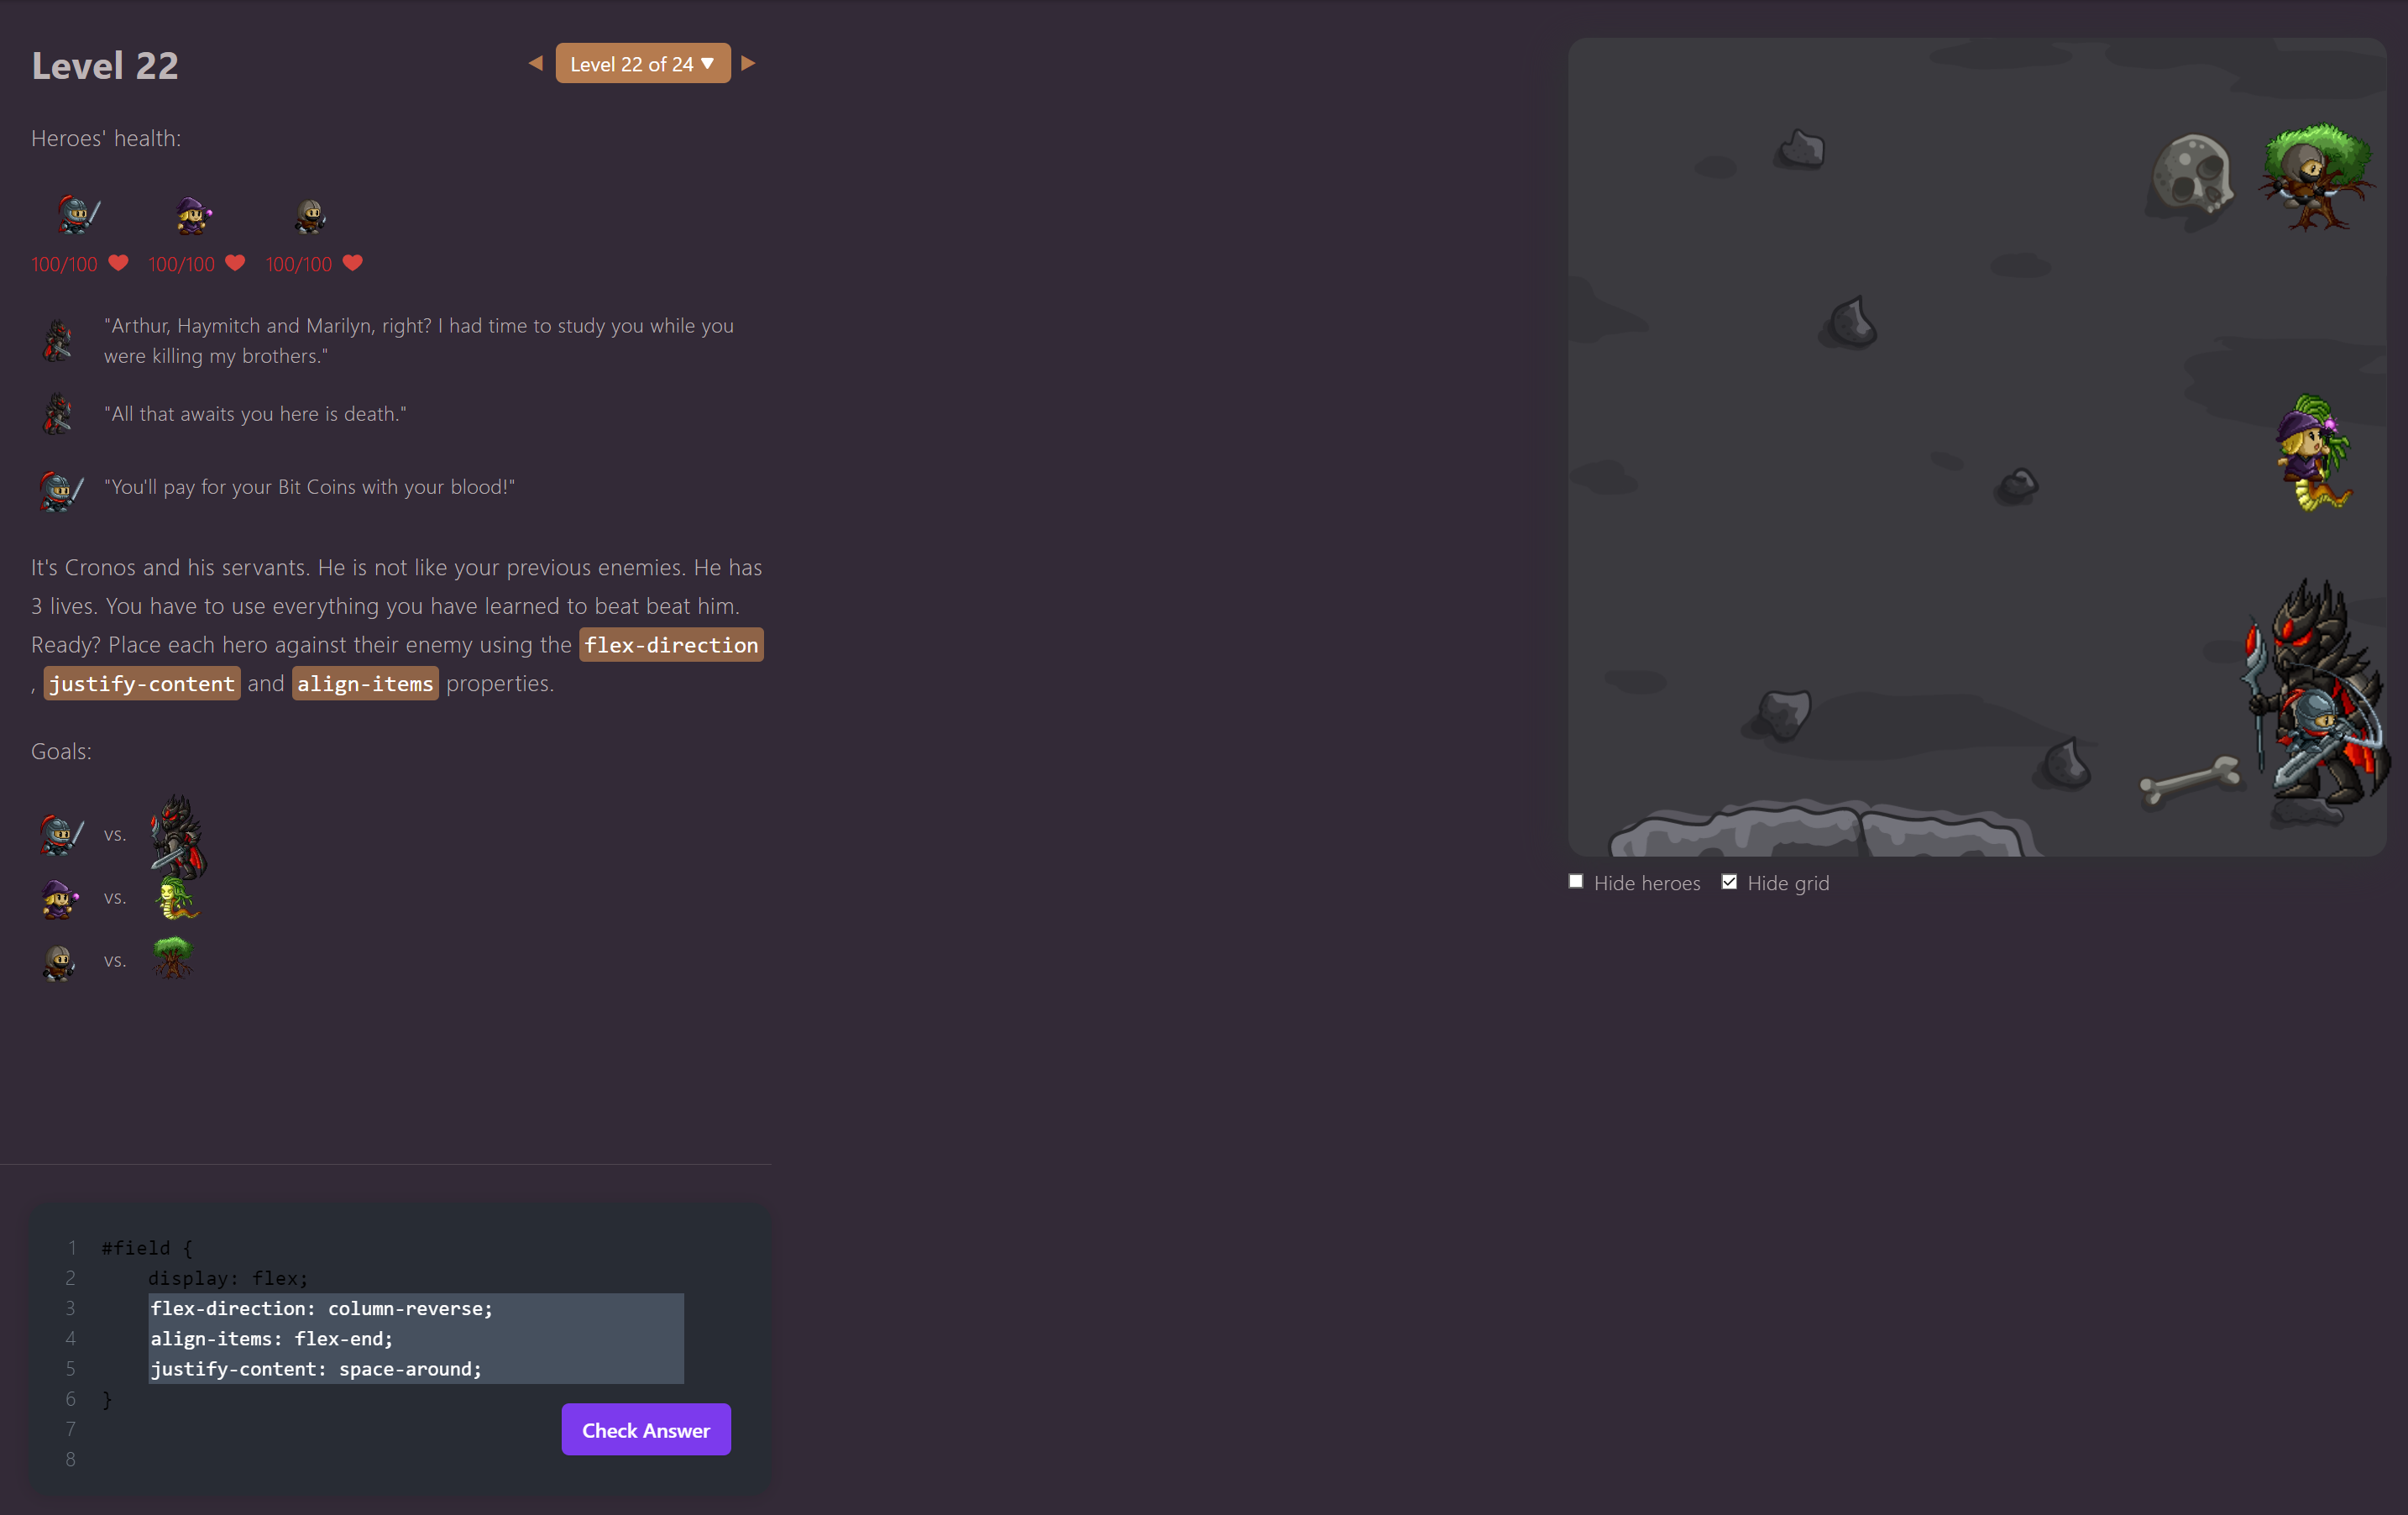 Level 22
Level 22 of 24 ▼
Heroes' health:
100/100 100/100 100/100
"Arthur, Haymitch and Marilyn, right? I had time to study you while you
were killing my brothers."
"All that awaits you here is death."
"You'll pay for your Bit Coins with your blood!"
It's Cronos and his servants. He is not like your previous enemies. He has
3 lives. You have to use everything you have learned to beat beat him.
Ready? Place each hero against their enemy using the flex-direction
, justify-content and align-items properties.
Goals:
vs.
vs.
vs.
1 #field {
2 display: flex;
3 flex-direction: column-reverse;
4 align-items: flex-end;
5 justify-content: space-around;
6 }
7
8
Check Answer
Hide heroes Hide grid